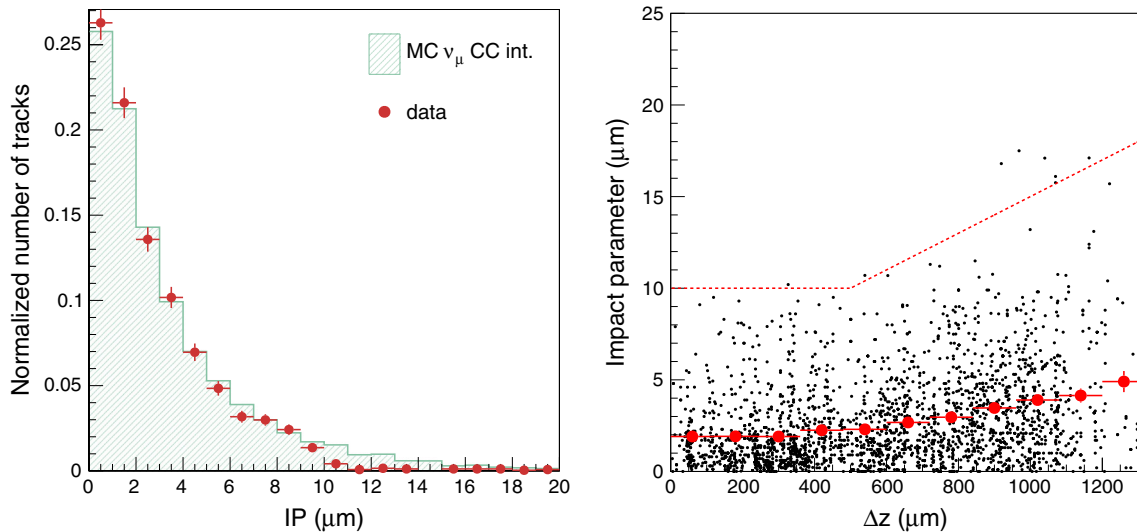 MC ν_μ CC int.
data
Normalized number of tracks
0.25
0.2
0.15
0.1
0.05
0
0 2 4 6 8 10 12 14 16 18 20
IP (μm)
Impact parameter (μm)
25
20
15
10
5
0
0 200 400 600 800 1000 1200
Δz (μm)